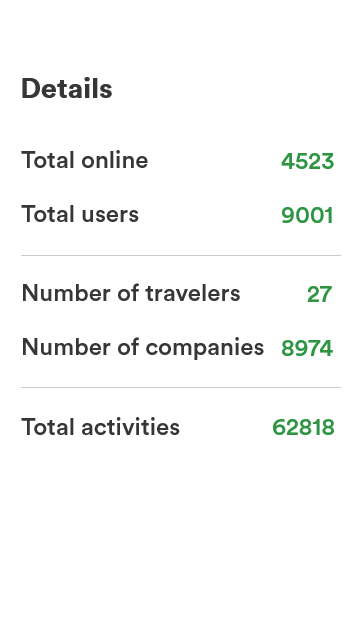 Details
Total online 4523
Total users 9001
Number of travelers 27
Number of companies 8974
Total activities 62818